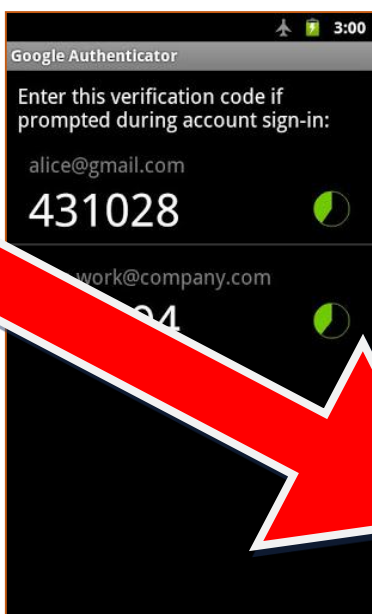 3:00
Google Authenticator
Enter this verification code if
prompted during account sign-in:
alice@gmail.com
431028
work@company.com